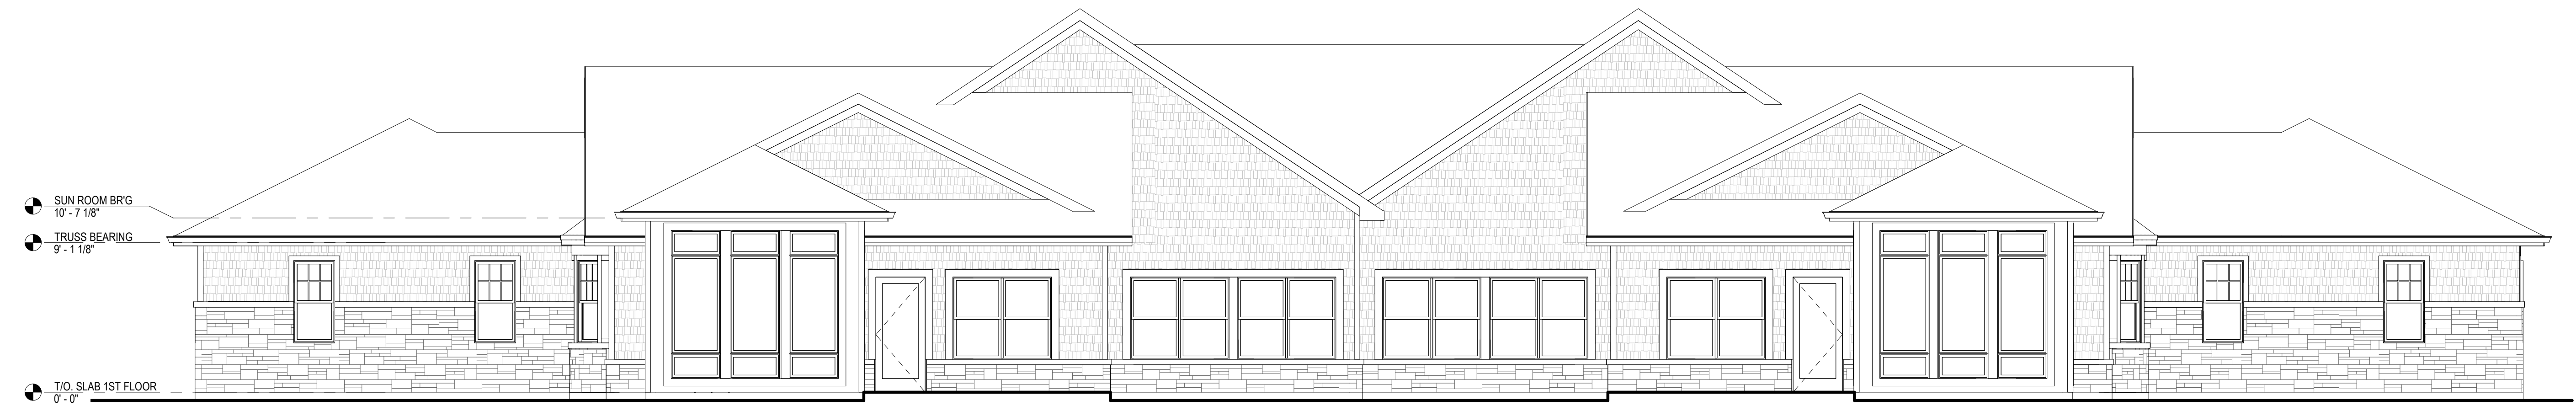 SUN ROOM BR'G
10' - 7 1/8"
TRUSS BEARING
9' - 1 1/8"
T/O. SLAB 1ST FLOOR
0' - 0"